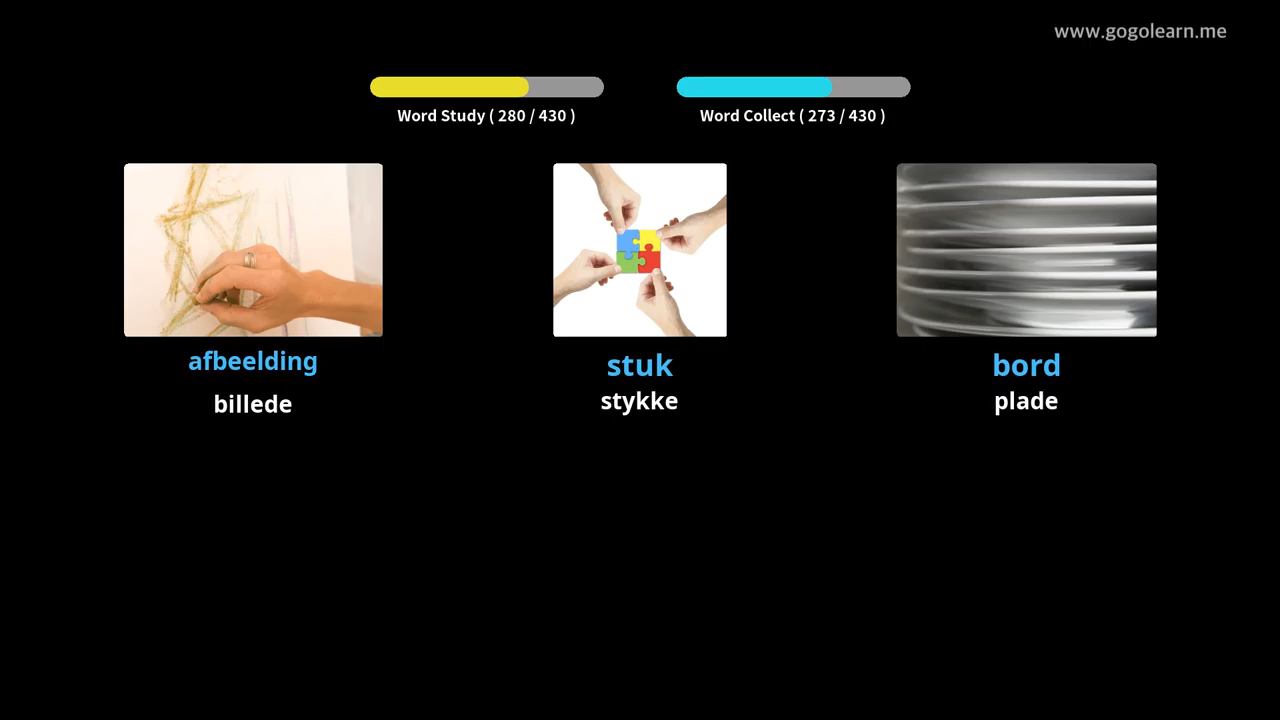 www.gogolearn.me
Word Study ( 280 / 430 )
Word Collect ( 273 / 430 )
afbeelding
billede
stuk
stykke
bord
plade